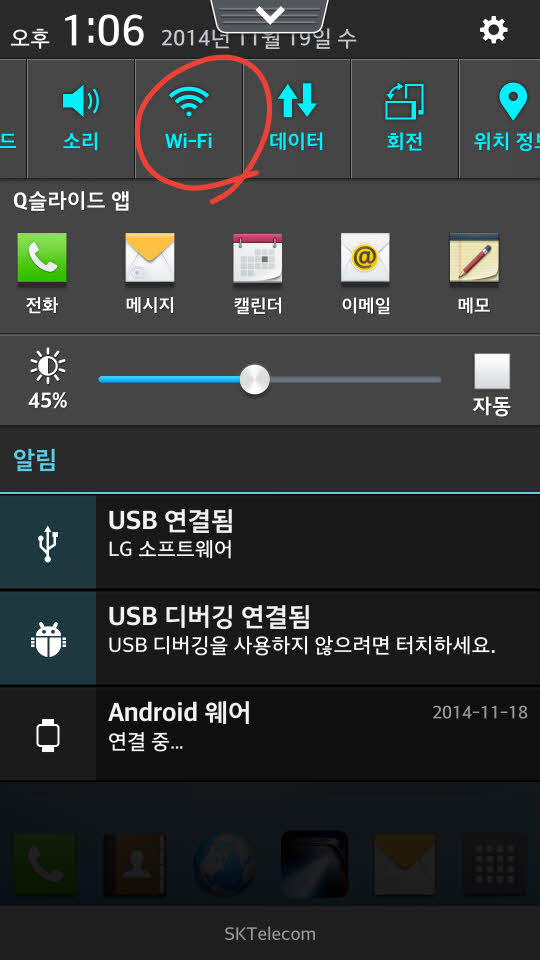 오후 1:06 2014년 11월 19일 수
드 소리 Wi-Fi 데이터 회전 위치 정보
Q슬라이드 앱
전화 메시지 캘린더 이메일 메모
45% 자동
알림
USB 연결됨
LG 소프트웨어
USB 디버깅 연결됨
USB 디버깅을 사용하지 않으려면 터치하세요.
Android 웨어 2014-11-18
연결 중...
SKTelecom